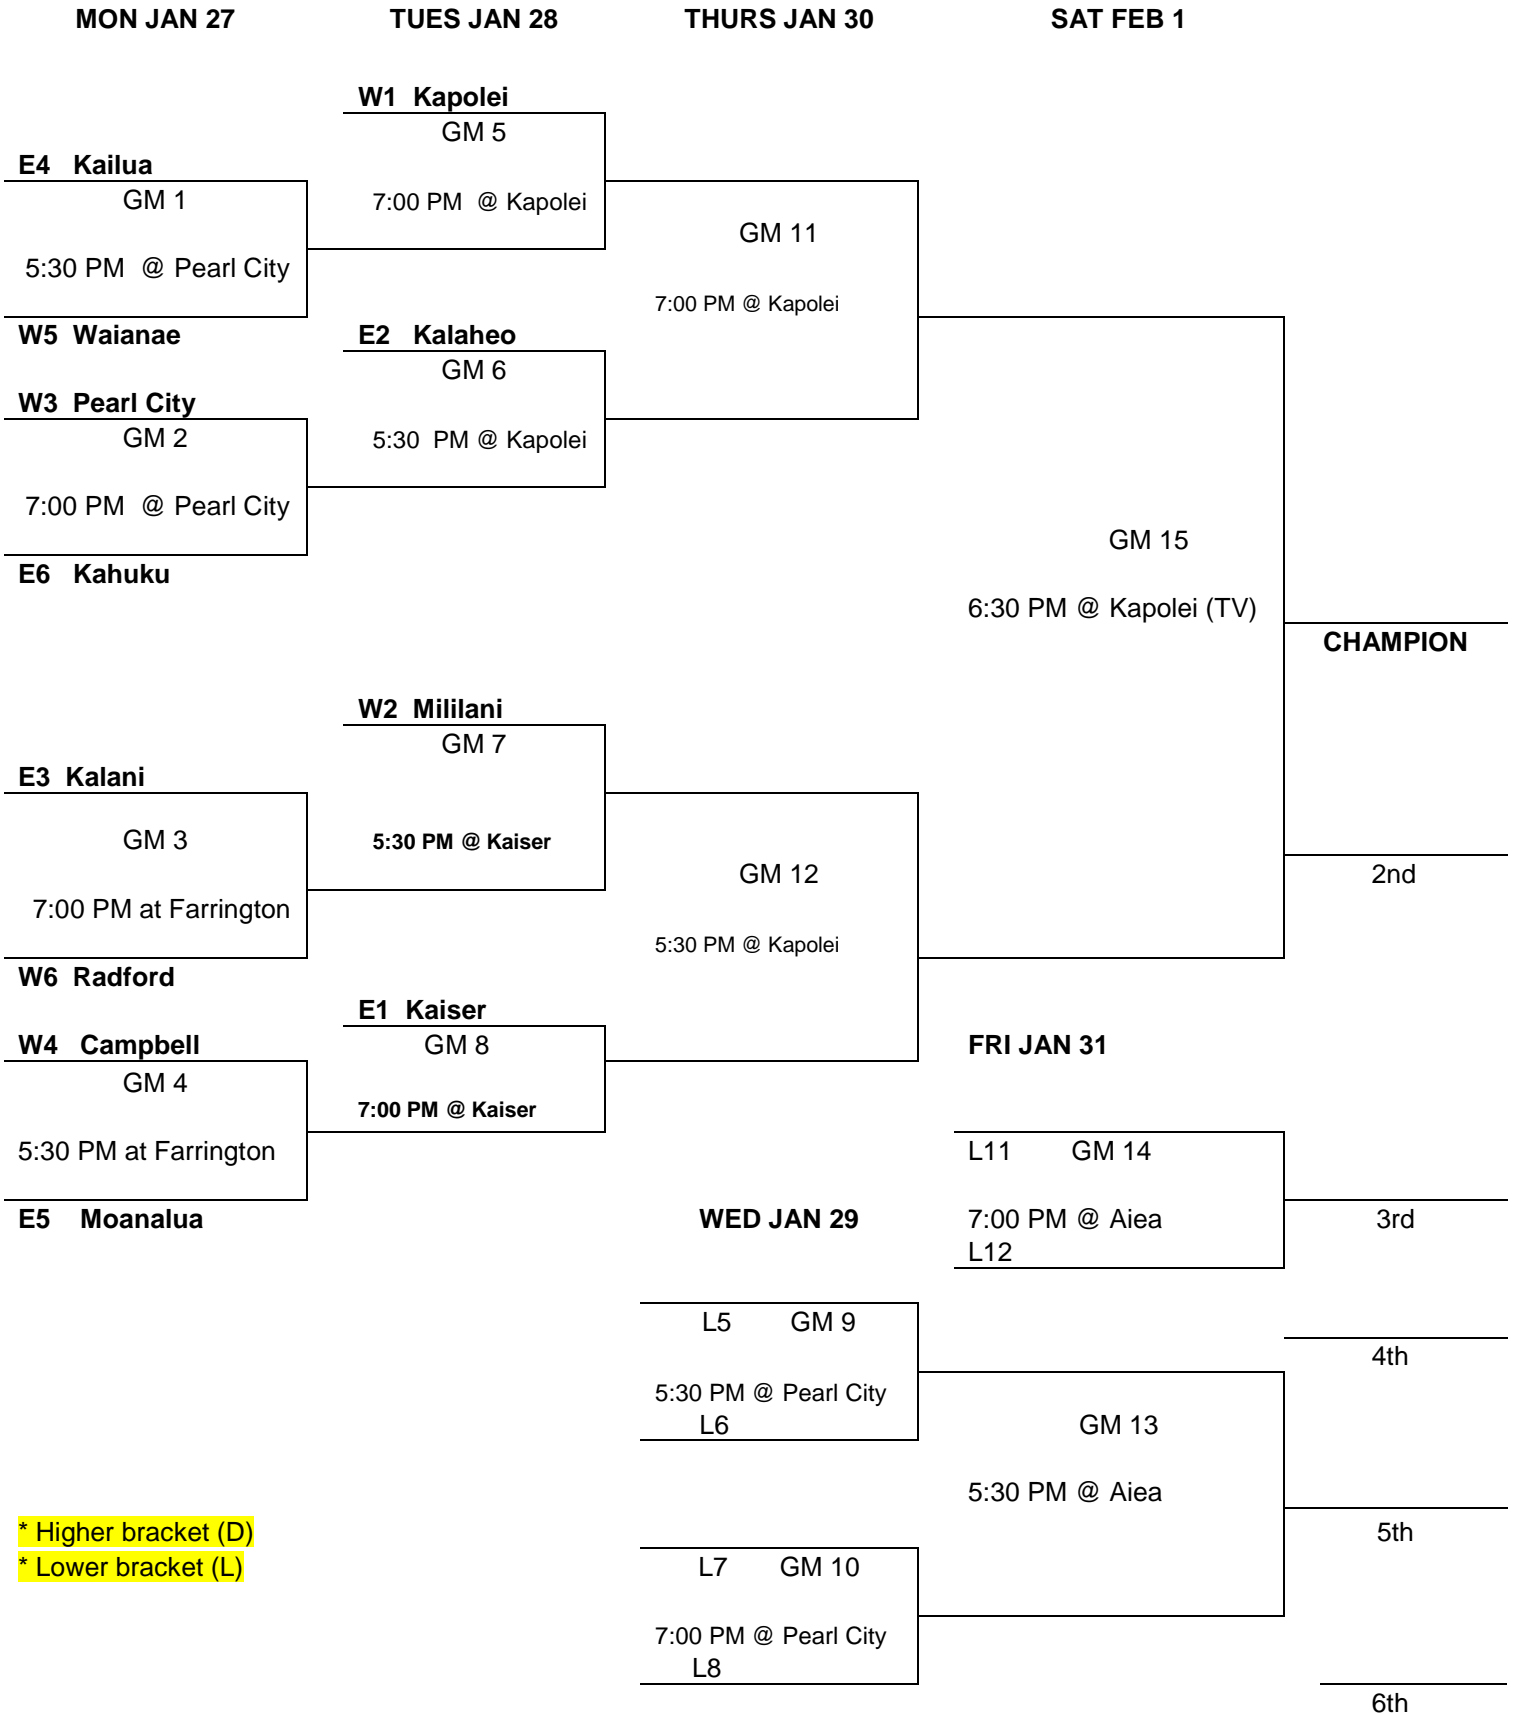 MON JAN 27 TUES JAN 28 THURS JAN 30 SAT FEB 1
W1 Kapolei
GM 5
E4 Kailua
GM 1
7:00 PM @ Kapolei
GM 11
5:30 PM @ Pearl City
7:00 PM @ Kapolei
W5 Waianae
E2 Kalaheo
GM 6
W3 Pearl City
GM 2
5:30 PM @ Kapolei
7:00 PM @ Pearl City
GM 15
E6 Kahuku
6:30 PM @ Kapolei (TV)
CHAMPION
W2 Mililani
GM 7
E3 Kalani
GM 3
5:30 PM @ Kaiser
GM 12
2nd
7:00 PM at Farrington
5:30 PM @ Kapolei
W6 Radford
E1 Kaiser
W4 Campbell
GM 8
FRI JAN 31
GM 4
7:00 PM @ Kaiser
5:30 PM at Farrington
L11 GM 14
E5 Moanalua
WED JAN 29
7:00 PM @ Aiea
3rd
L12
L5 GM 9
4th
5:30 PM @ Pearl City
L6
GM 13
5:30 PM @ Aiea
* Higher bracket (D)
5th
* Lower bracket (L)
L7 GM 10
7:00 PM @ Pearl City
L8
6th